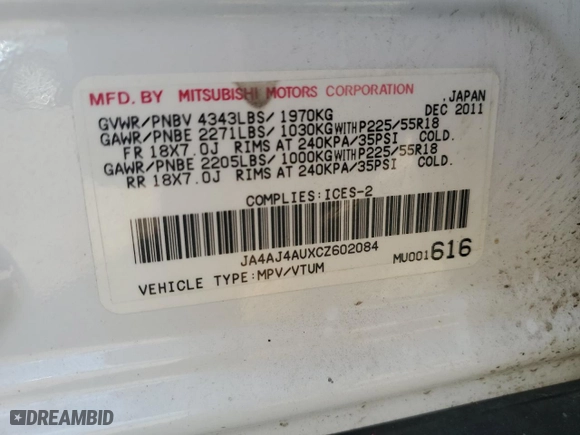 MFD. BY MITSUBISHI MOTORS CORPORATION ,JAPAN
GVWR/PNBV 4343LBS/ 1970KG DEC 2011
GAWR/PNBE 2271LBS/ 1030KG WITH P225/55R18
FR 18X7.0J RIMS AT 240KPA/35PSI COLD.
GAWR/PNBE 2205LBS/ 1000KG WITH P225/55R18
RR 18X7.0J RIMS AT 240KPA/35PSI COLD.
COMPLIES:ICES-2
JA4AJ4AUXCZ602084
VEHICLE TYPE:MPV/VTUM MU001616
DREAMBID